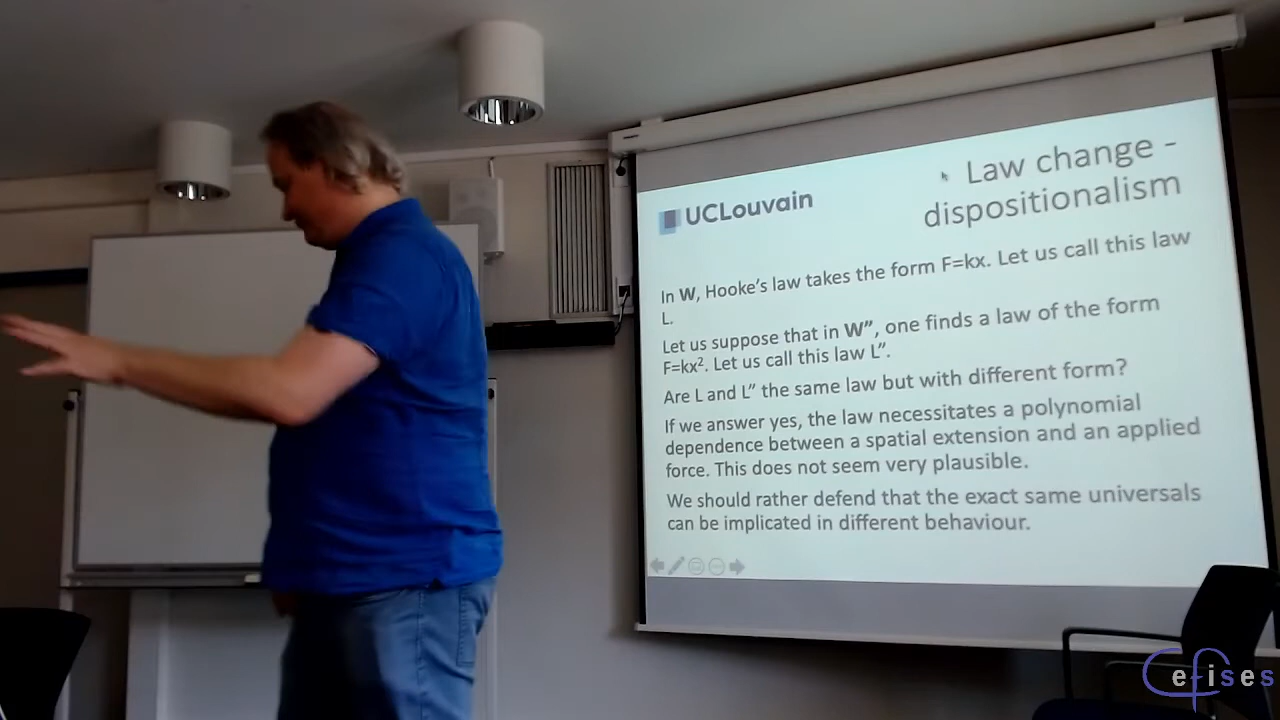 UCLouvain
Law change -
dispositionalism
In W, Hooke's law takes the form F=kx. Let us call this law
L.
Let us suppose that in W”, one finds a law of the form
F=kx². Let us call this law L”.
Are L and L” the same law but with different form?
If we answer yes, the law necessitates a polynomial
dependence between a spatial extension and an applied
force. This does not seem very plausible.
We should rather defend that the exact same universals
can be implicated in different behaviour.
Cefises